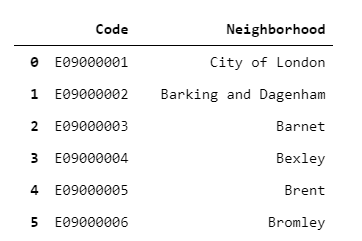 Code Neighborhood
0 E09000001 City of London
1 E09000002 Barking and Dagenham
2 E09000003 Barnet
3 E09000004 Bexley
4 E09000005 Brent
5 E09000006 Bromley